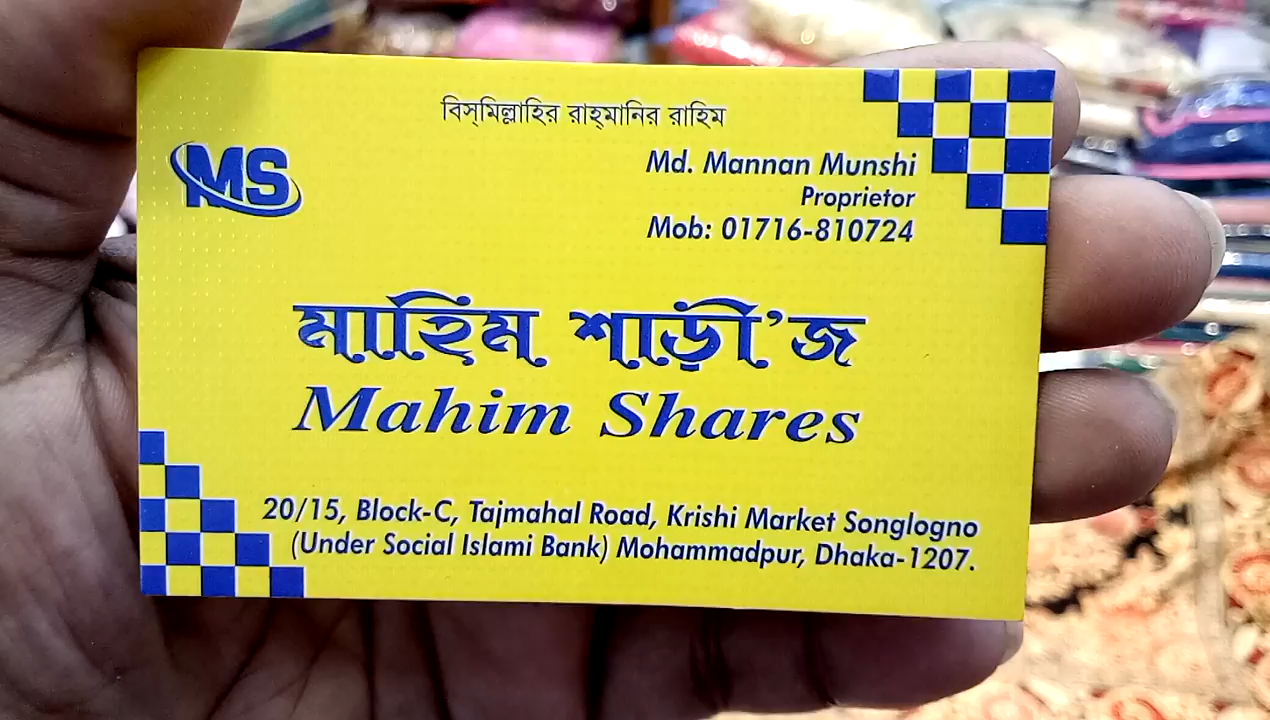 বিস্‌মিল্লাহির রাহ্‌মানির রাহিম
MS
Md. Mannan Munshi
Proprietor
Mob: 01716-810724
মাহিম শাড়ী'জ
Mahim Shares
20/15, Block-C, Tajmahal Road, Krishi Market Songlogno
(Under Social Islami Bank) Mohammadpur, Dhaka-1207.